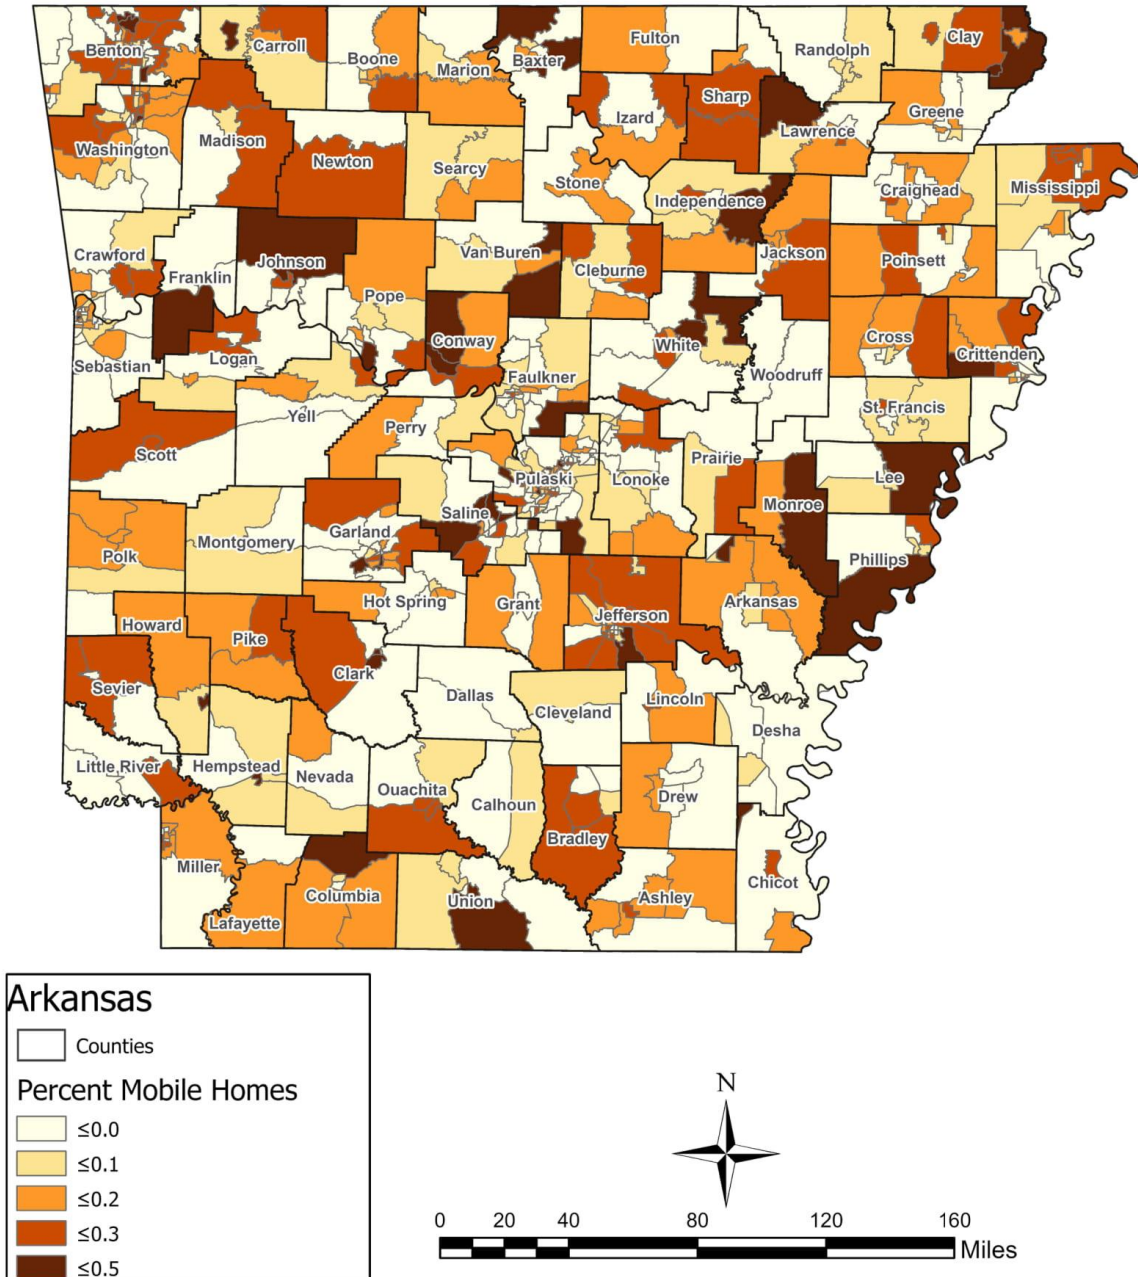 Benton
Carroll
Boone
Marion
Baxter
Fulton
Randolph
Clay
Sharp
Izard
Greene
Lawrence
Washington
Madison
Newton
Searcy
Stone
Independence
Craighead
Mississippi
Crawford
Franklin
Johnson
Van Buren
Cleburne
Jackson
Poinsett
Pope
Conway
White
Cross
Crittenden
Sebastian
Logan
Faulkner
Woodruff
Yell
Perry
St. Francis
Scott
Pulaski
Lonoke
Prairie
Lee
Saline
Monroe
Garland
Montgomery
Polk
Phillips
Hot Spring
Grant
Jefferson
Arkansas
Howard
Pike
Clark
Sevier
Dallas
Cleveland
Lincoln
Desha
Little River
Hempstead
Nevada
Ouachita
Calhoun
Drew
Bradley
Miller
Chicot
Columbia
Union
Ashley
Lafayette
Arkansas
Counties
Percent Mobile Homes
≤0.0
≤0.1
≤0.2
≤0.3
≤0.5
N
0 20 40 80 120 160
Miles